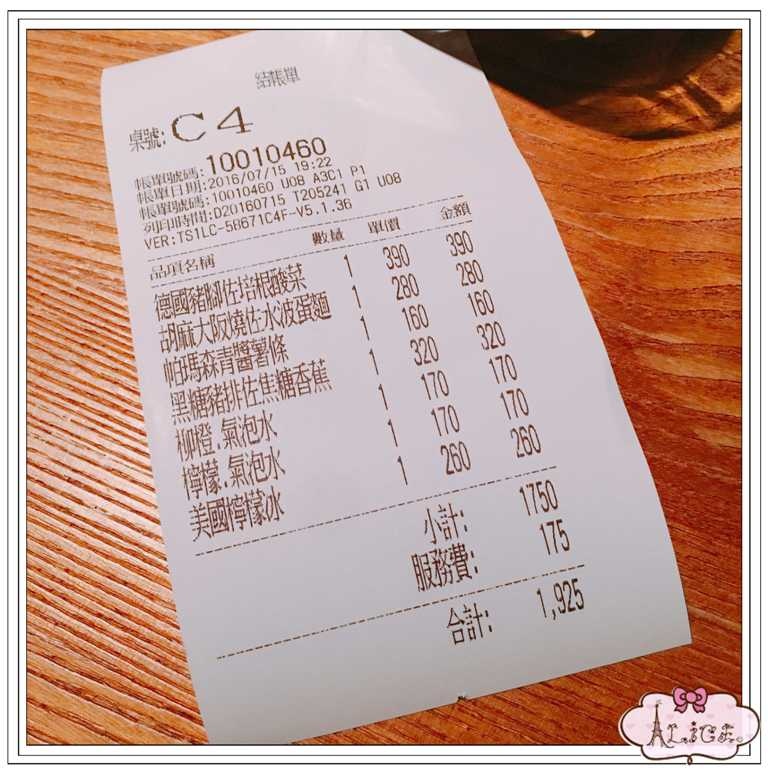 結帳單
桌號: C4
帳單號碼: 10010460
帳單日期: 2016/07/15 19:22
帳單號碼: 10010460 U08 A3C1 P1
列印時間: D20160715 T205241 G1 U08
VER: TS1LC-58671C4F-V5.1.36
品項名稱 數量 單價 金額
德國豬腳佐培根酸菜 1 390 390
胡麻大阪燒佐水波蛋麵 1 280 280
帕瑪森青醬薯條 1 160 160
黑糖豬排佐焦糖香蕉 1 320 320
柳橙.氣泡水 1 170 170
檸檬.氣泡水 1 170 170
美國檸檬冰 1 260 260
小計: 1750
服務費: 175
合計: 1,925
ALICE.